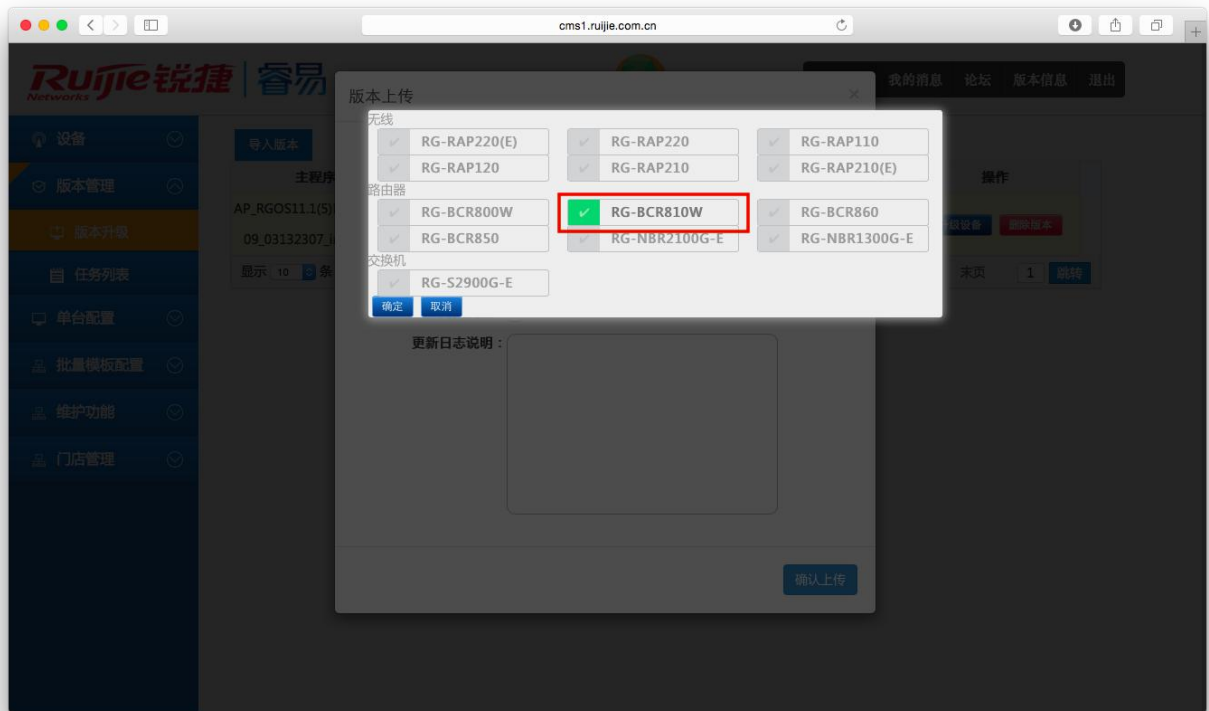 cms1.ruijie.com.cn
Ruijie锐捷 睿易
Networks
我的消息 论坛 版本信息 退出
版本上传 ×
设备
版本管理
版本升级
任务列表
单台配置
批量模板配置
维护功能
门店管理
导入版本
主程序
操作
AP_RGOS11.1(5)
09_03132307_i
级设备 删除版本
显示 10 条
末页 1 跳转
无线
RG-RAP220(E) RG-RAP220 RG-RAP110
RG-RAP120 RG-RAP210 RG-RAP210(E)
路由器
RG-BCR800W RG-BCR810W RG-BCR860
RG-BCR850 RG-NBR2100G-E RG-NBR1300G-E
交换机
RG-S2900G-E
确定 取消
更新日志说明：
确认上传